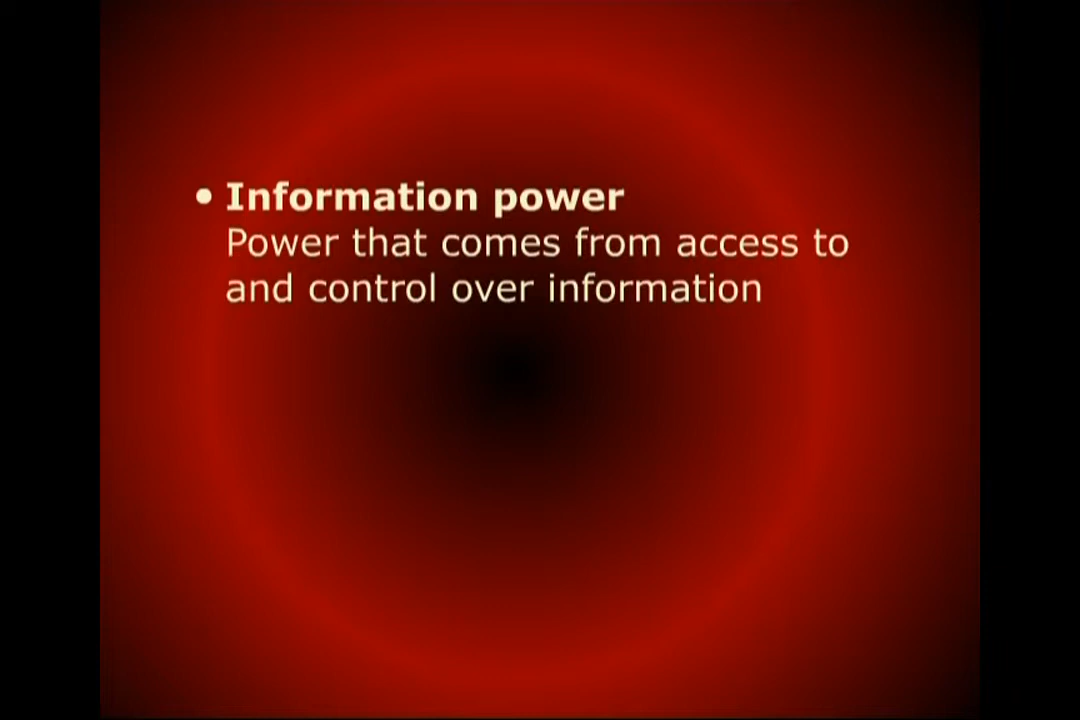 • Information power
Power that comes from access to
and control over information